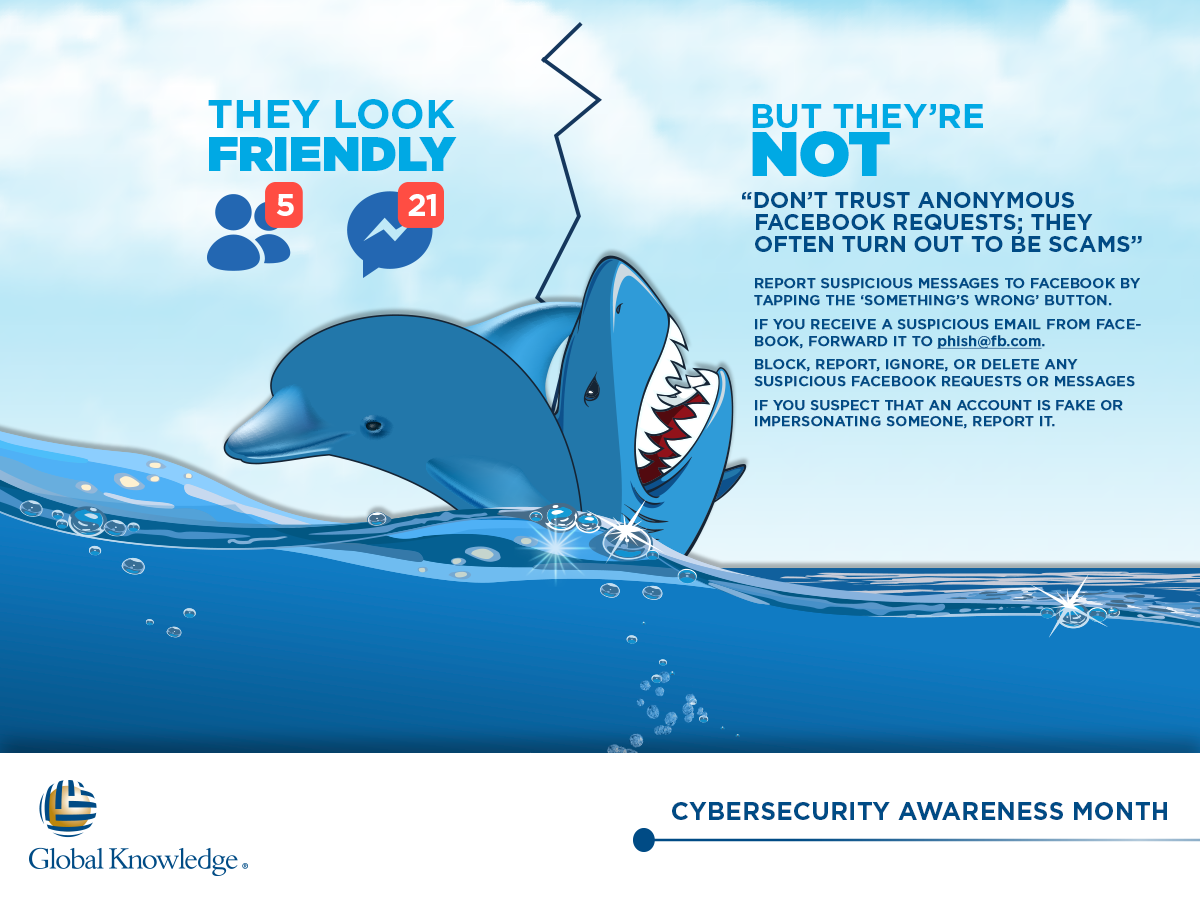 THEY LOOK
FRIENDLY
5
21
BUT THEY'RE
NOT
“DON'T TRUST ANONYMOUS
FACEBOOK REQUESTS; THEY
OFTEN TURN OUT TO BE SCAMS”
REPORT SUSPICIOUS MESSAGES TO FACEBOOK BY
TAPPING THE ‘SOMETHING'S WRONG’ BUTTON.
IF YOU RECEIVE A SUSPICIOUS EMAIL FROM FACE-
BOOK, FORWARD IT TO phish@fb.com.
BLOCK, REPORT, IGNORE, OR DELETE ANY
SUSPICIOUS FACEBOOK REQUESTS OR MESSAGES
IF YOU SUSPECT THAT AN ACCOUNT IS FAKE OR
IMPERSONATING SOMEONE, REPORT IT.
Global Knowledge®
CYBERSECURITY AWARENESS MONTH